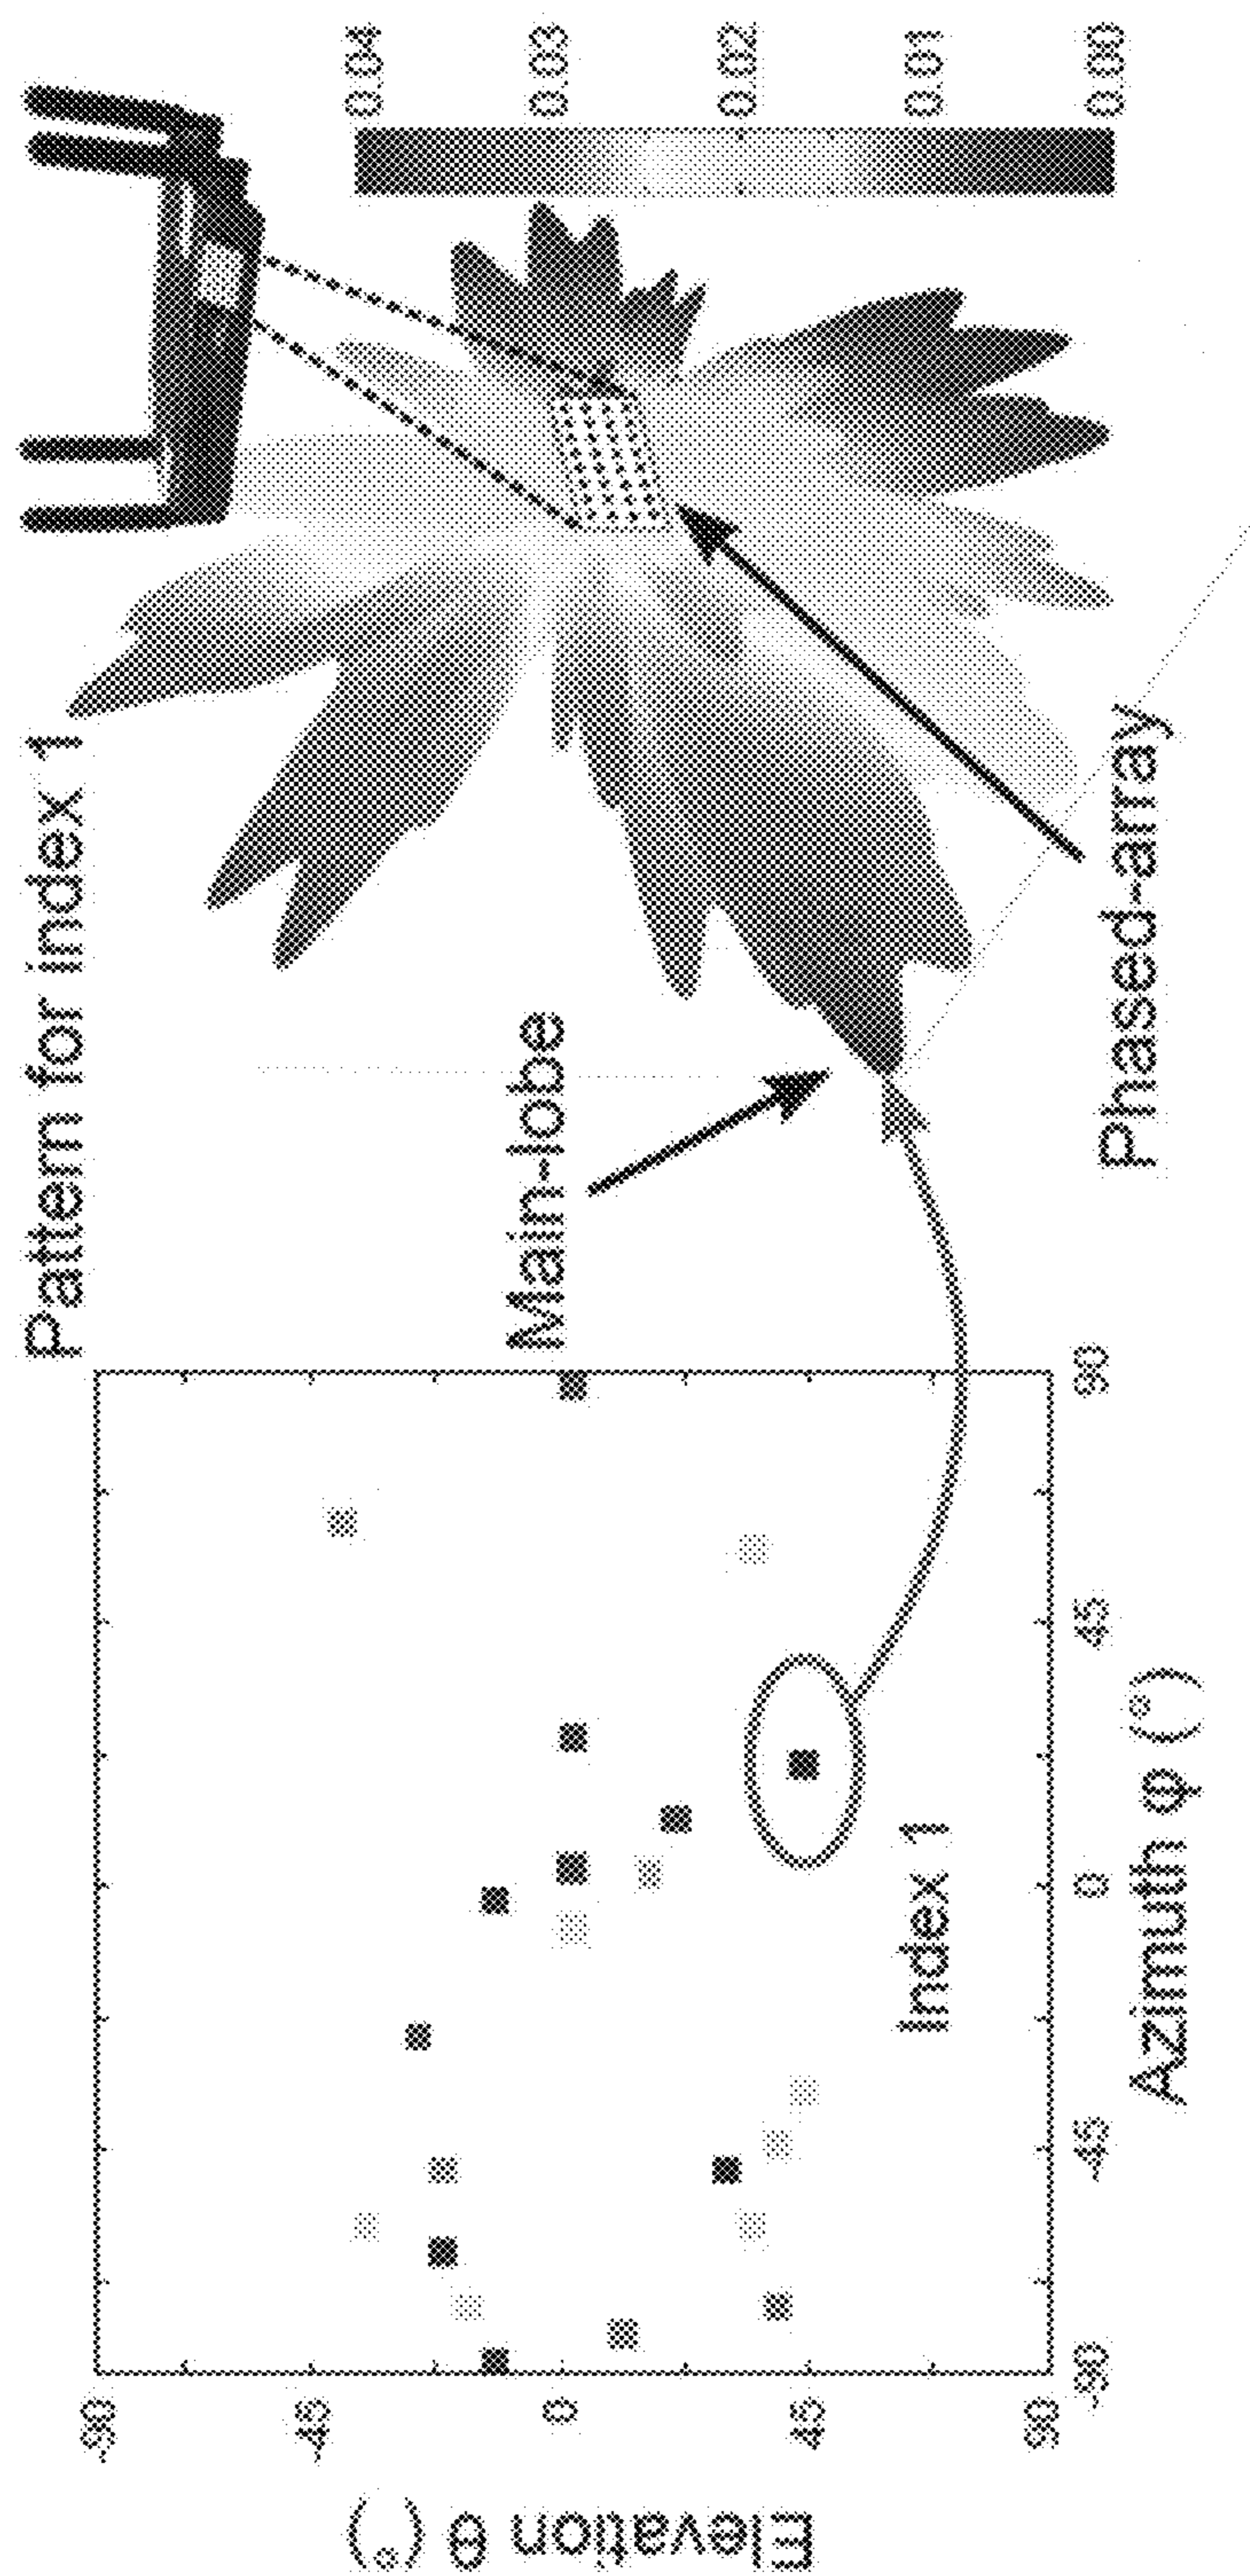 Pattern for index 1
-90
-45
0
45
90
Elevation θ (°)
-90
-45
0
45
90
Azimuth φ (°)
Index 1
Main-lobe
Phased-array
0.04
0.03
0.02
0.01
0.00